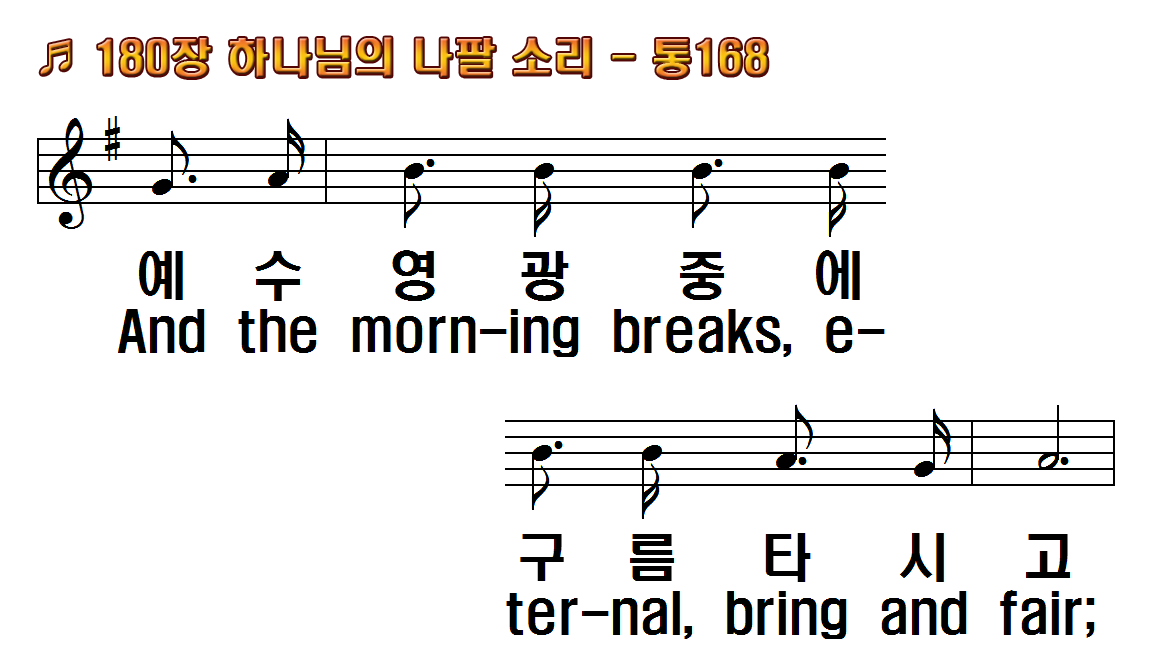 ♬ 180장 하나님의 나팔 소리 - 통168
예 수 영 광 중 에
And the morn-ing breaks, e-
구 름 타 시 고
ter-nal, bring and fair;